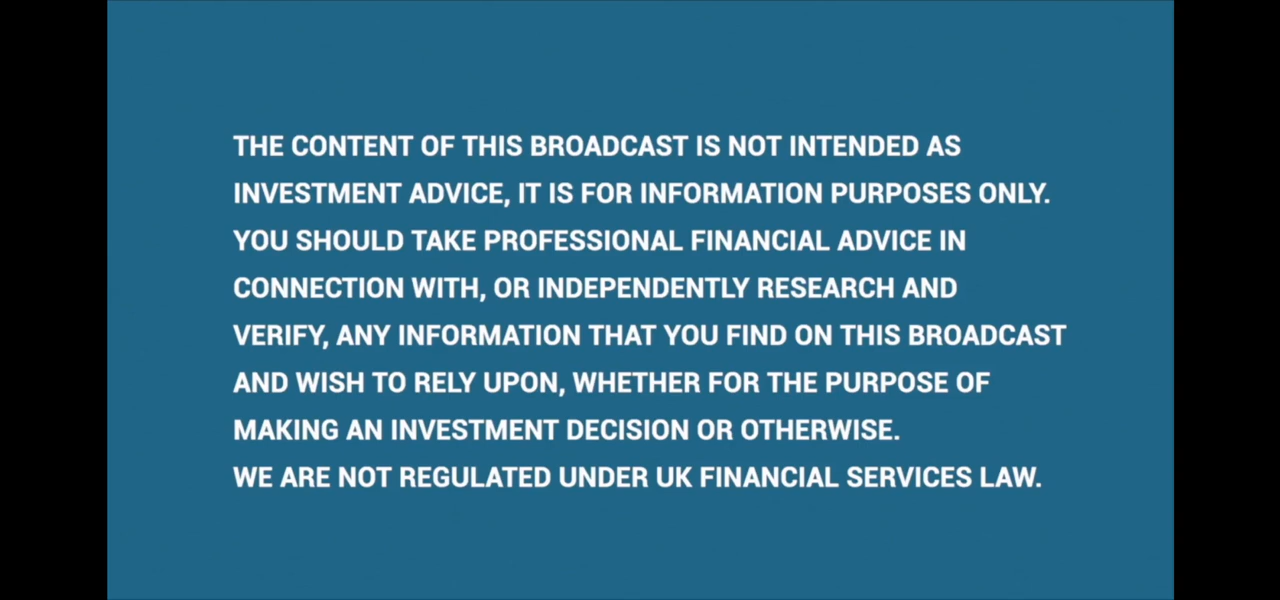 THE CONTENT OF THIS BROADCAST IS NOT INTENDED AS
INVESTMENT ADVICE, IT IS FOR INFORMATION PURPOSES ONLY.
YOU SHOULD TAKE PROFESSIONAL FINANCIAL ADVICE IN
CONNECTION WITH, OR INDEPENDENTLY RESEARCH AND
VERIFY, ANY INFORMATION THAT YOU FIND ON THIS BROADCAST
AND WISH TO RELY UPON, WHETHER FOR THE PURPOSE OF
MAKING AN INVESTMENT DECISION OR OTHERWISE.
WE ARE NOT REGULATED UNDER UK FINANCIAL SERVICES LAW.